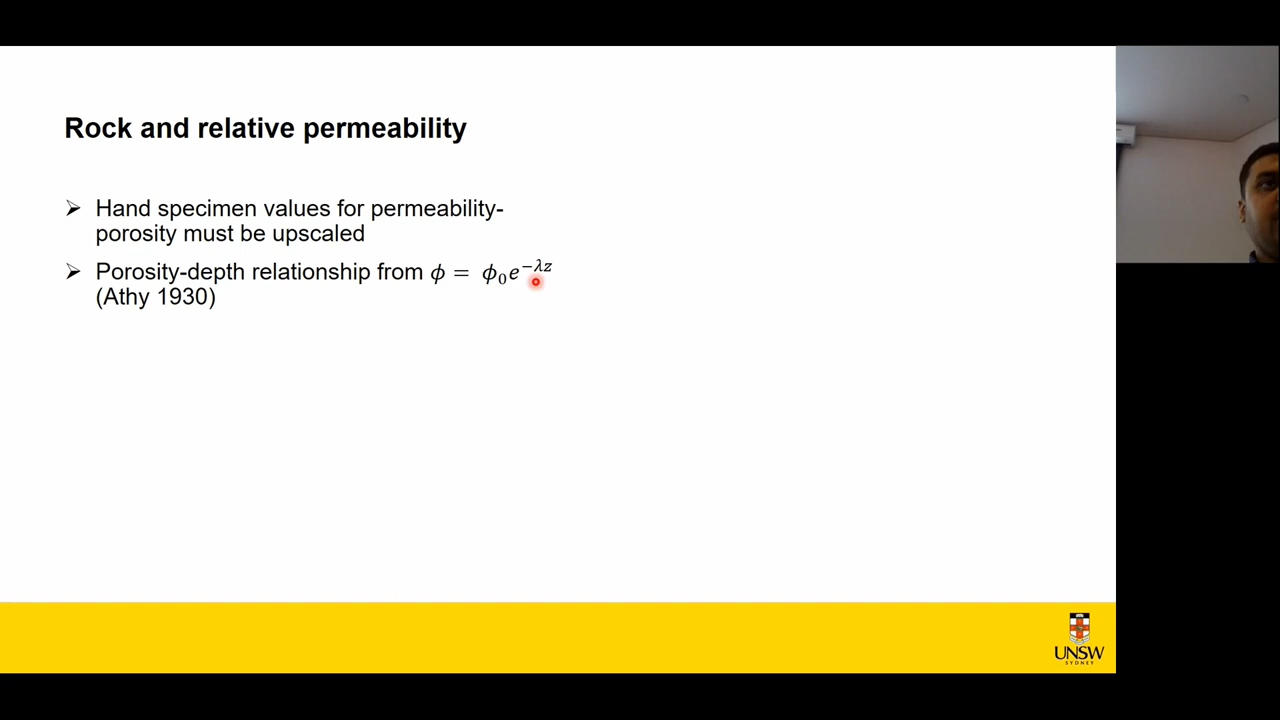 Rock and relative permeability
➢ Hand specimen values for permeability-
porosity must be upscaled
➢ Porosity-depth relationship from 𝜙 = 𝜙₀𝑒^{−𝜆𝑧}
(Athy 1930)
UNSW
SYDNEY